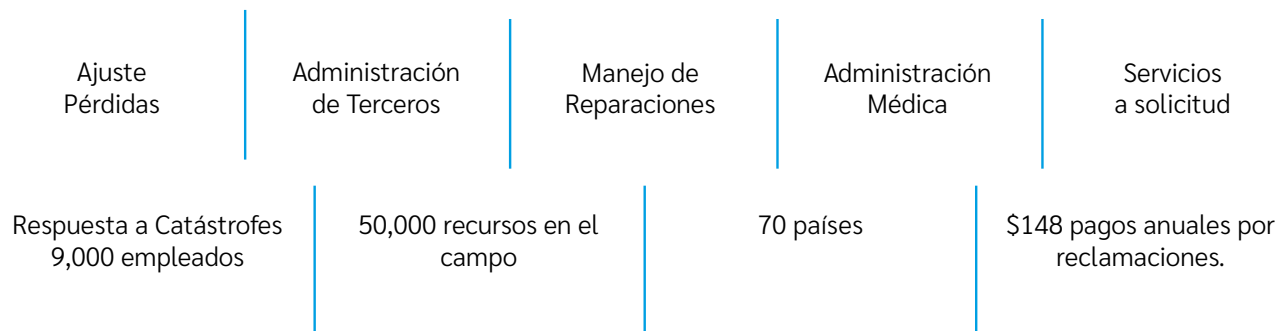 Ajuste
Pérdidas
Administración
de Terceros
Manejo de
Reparaciones
Administración
Médica
Servicios
a solicitud
Respuesta a Catástrofes
9,000 empleados
50,000 recursos en el
campo
70 países
$148 pagos anuales por
reclamaciones.